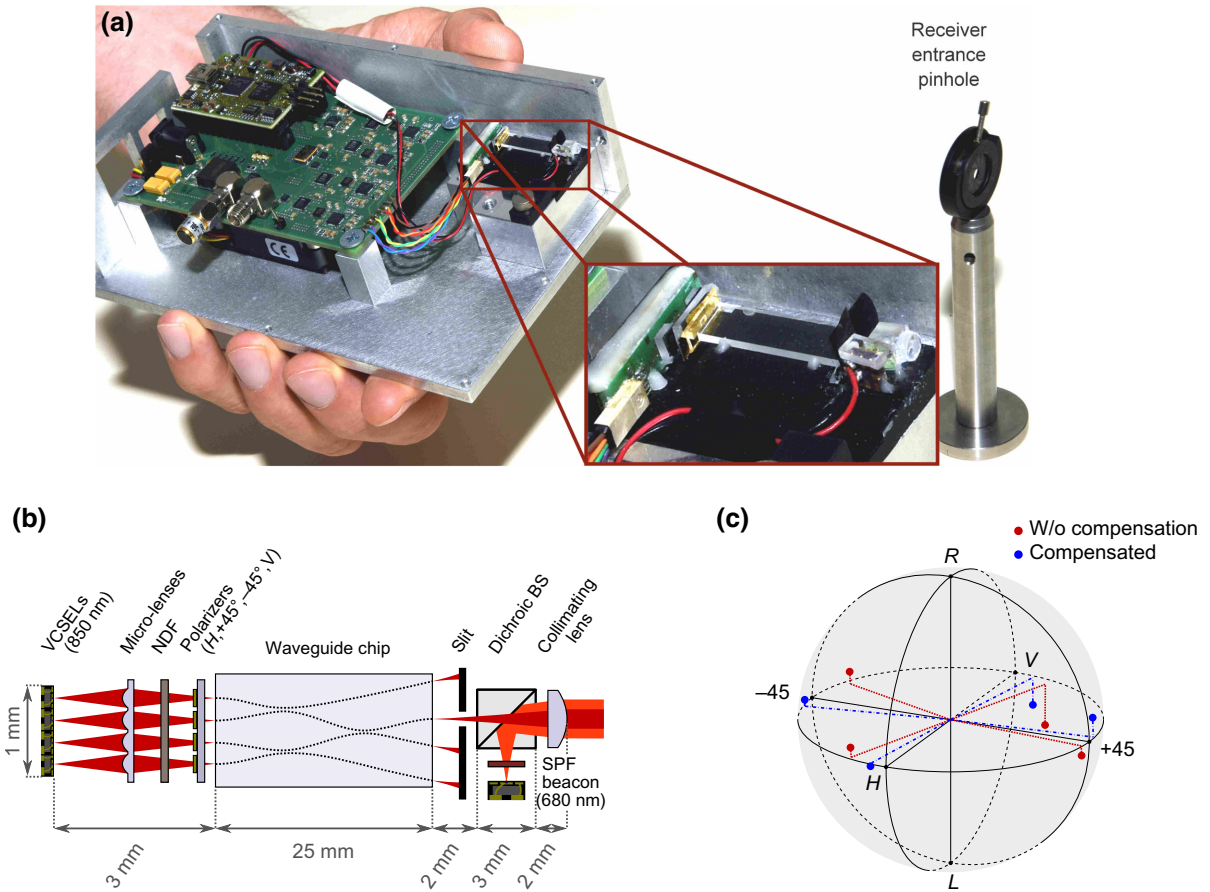 (a)
Receiver
entrance
pinhole
CE
(b)
VCSELs
(850 nm)
Micro-lenses
NDF
Polarizers
(H,+45°,–45°,V)
Waveguide chip
Slit
Dichroic BS
Collimating
lens
1 mm
SPF
beacon
(680 nm)
3 mm
25 mm
2 mm
3 mm
2 mm
(c)
W/o compensation
Compensated
R
V
–45
+45
H
L